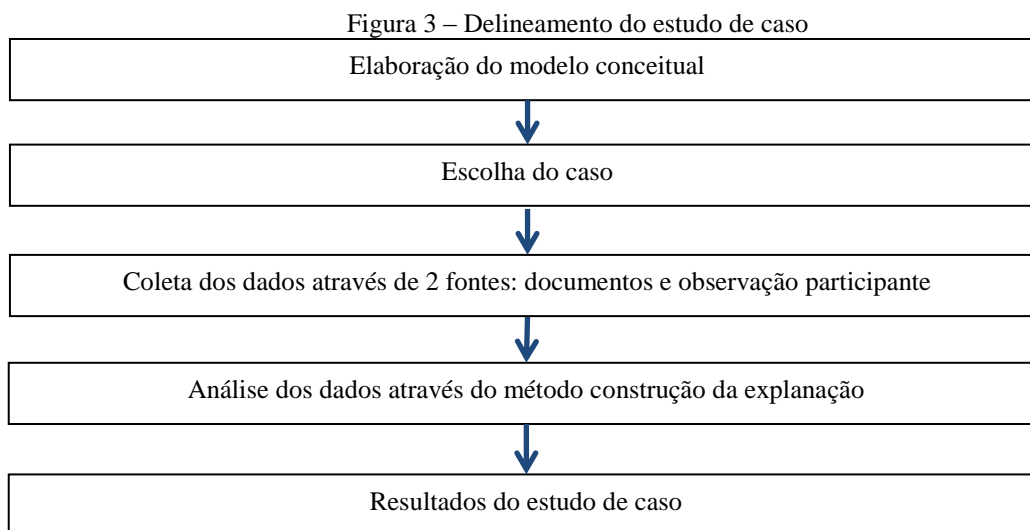 Figura 3 – Delineamento do estudo de caso
Elaboração do modelo conceitual
Escolha do caso
Coleta dos dados através de 2 fontes: documentos e observação participante
Análise dos dados através do método construção da explanação
Resultados do estudo de caso